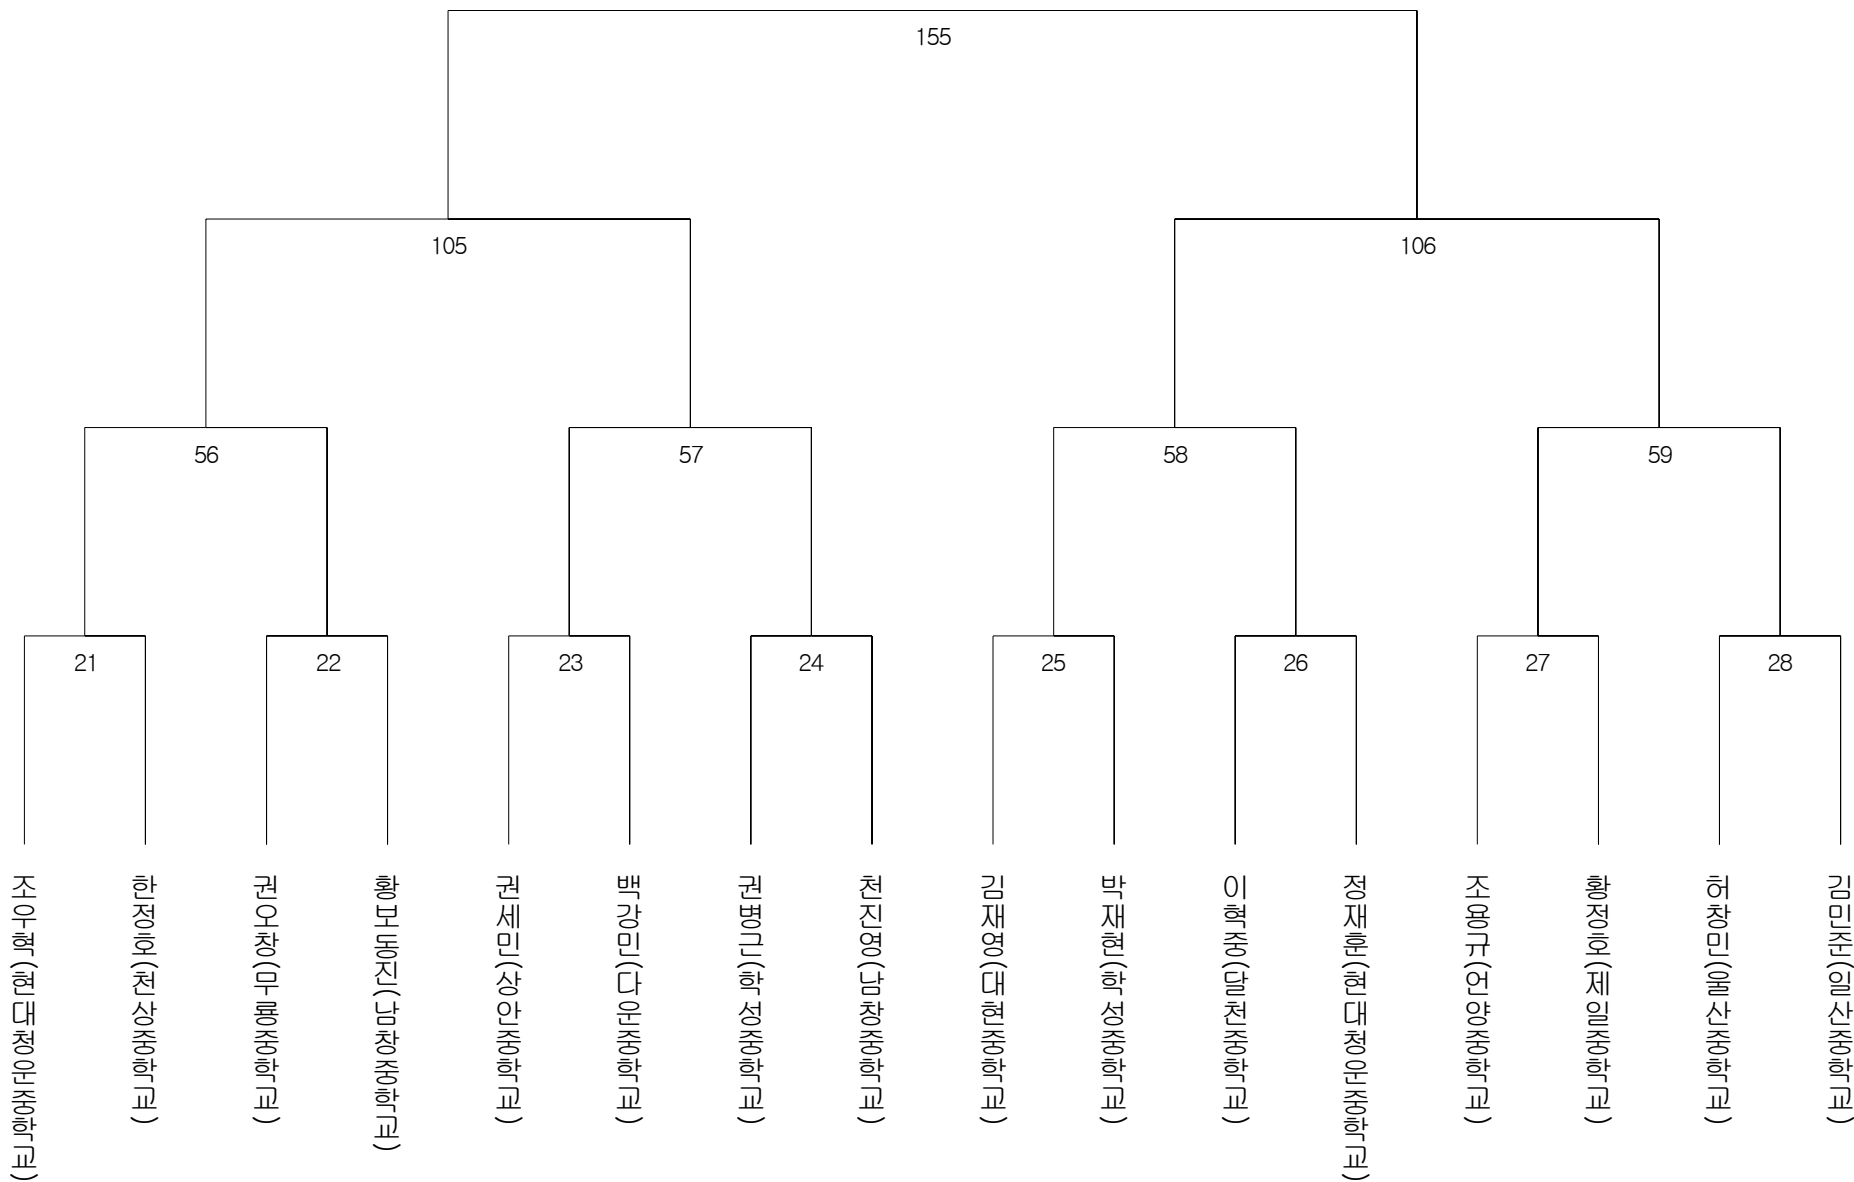 155
105
106
56
57
58
59
21
22
23
24
25
26
27
28
조우혁(현대청운중학교)
한정호(천상중학교)
권오창(무룡중학교)
황보동진(남창중학교)
권세민(상안중학교)
백강민(다운중학교)
권병근(학성중학교)
천진영(남창중학교)
김재영(대현중학교)
박재현(학성중학교)
이혁중(달천중학교)
정재훈(현대청운중학교)
조용규(언양중학교)
황정호(제일중학교)
허창민(울산중학교)
김민준(일산중학교)